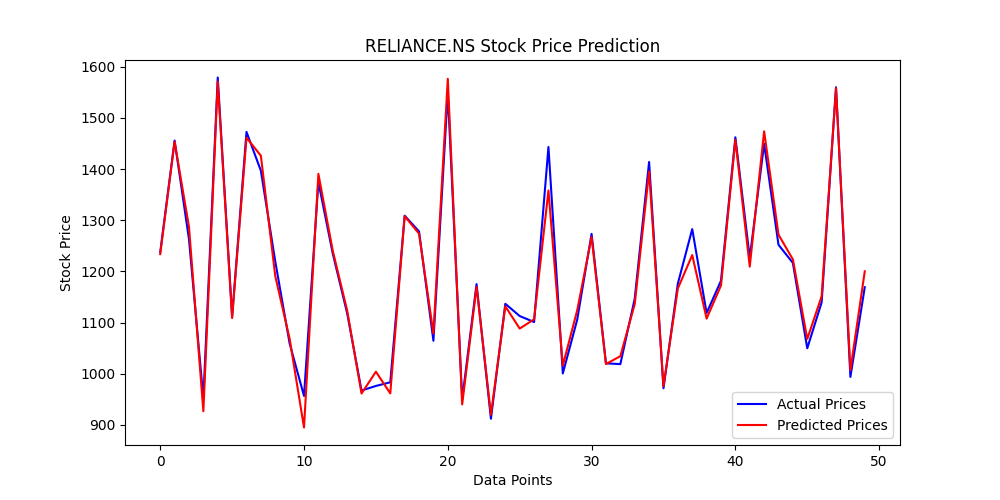 RELIANCE.NS Stock Price Prediction
1600
1500
1400
1300
1200
1100
1000
900
Stock Price
Actual Prices
Predicted Prices
0 10 20 30 40 50
Data Points